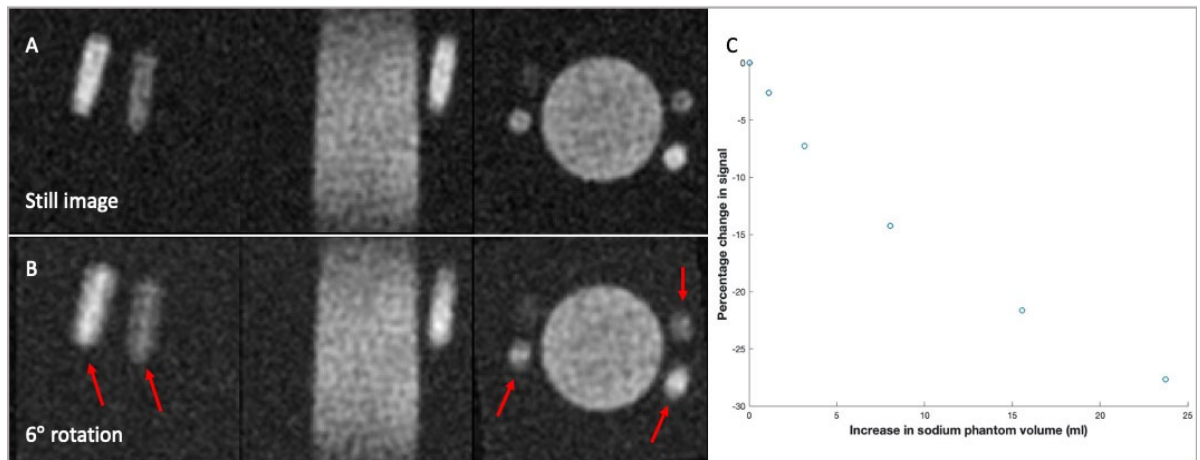 A
Still image
B
6° rotation
C
Percentage change in signal
0
-5
-10
-15
-20
-25
-30
0
5
10
15
20
25
Increase in sodium phantom volume (ml)